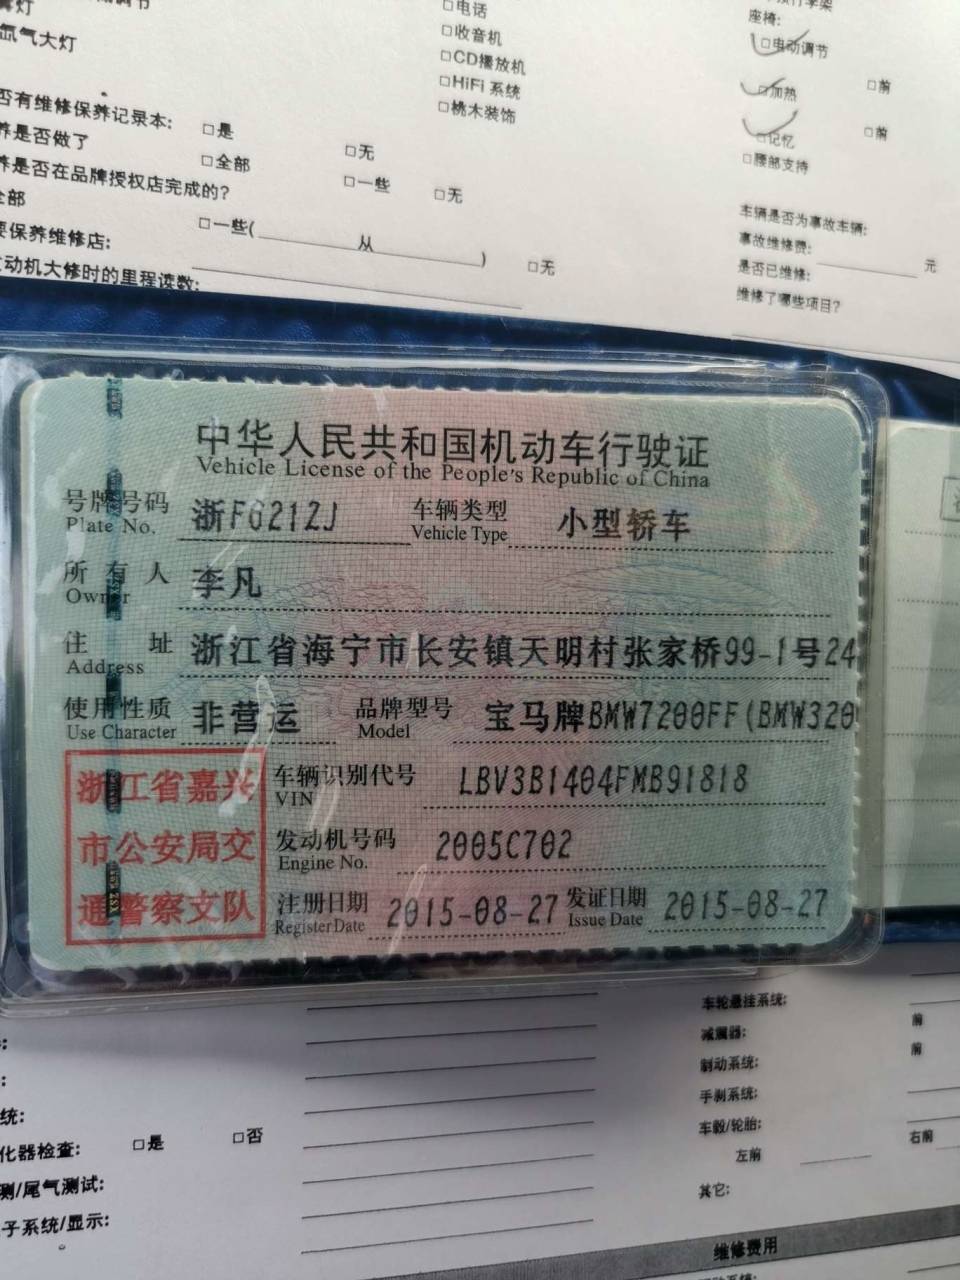 雾灯
氙气大灯
□电话
□收音机
□CD播放机
□HiFi 系统
□桃木装饰
座椅:
□电动调节
□加热 □前
□记忆 □前
□腰部支持
否有维修保养记录本: □是 □无
养是否做了 □全部 □一些 □无
养是否在品牌授权店完成的?
全部 □一些( 从 ) □无
要保养维修店:
发动机大修时的里程读数:
车辆是否为事故车辆:
事故维修费: 元
是否已维修:
维修了哪些项目?
中华人民共和国机动车行驶证
Vehicle License of the People's Republic of China
号牌号码 浙F6212J 车辆类型 小型轿车
Plate No. Vehicle Type
所有人 李凡
Owner
住址 浙江省海宁市长安镇天明村张家桥99-1号24
Address
使用性质 非营运 品牌型号 宝马牌BMW7200FF(BMW320
Use Character Model
浙江省嘉兴
市公安局交
通警察支队
车辆识别代号 LBV3B1404FMB91818
VIN
发动机号码 2005C702
Engine No.
注册日期 2015-08-27 发证日期 2015-08-27
Register Date Issue Date
统:
化器检查: □是 □否
测/尾气测试:
子系统/显示:
车轮悬挂系统:
减震器: 前
制动系统: 前
手刹系统:
车毂/轮胎:
左前 右前
其它:
维修费用